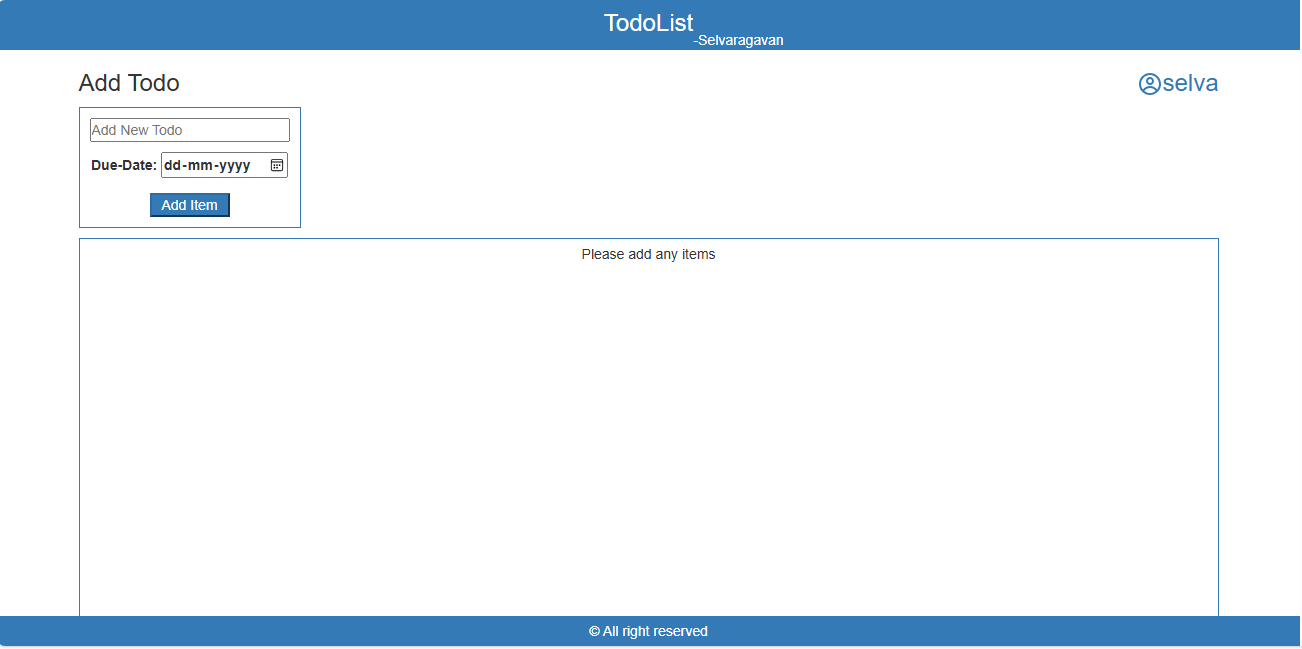 TodoList
-Selvaragavan
Add Todo
selva
Add New Todo
Due-Date: dd-mm-yyyy
Add Item
Please add any items
© All right reserved